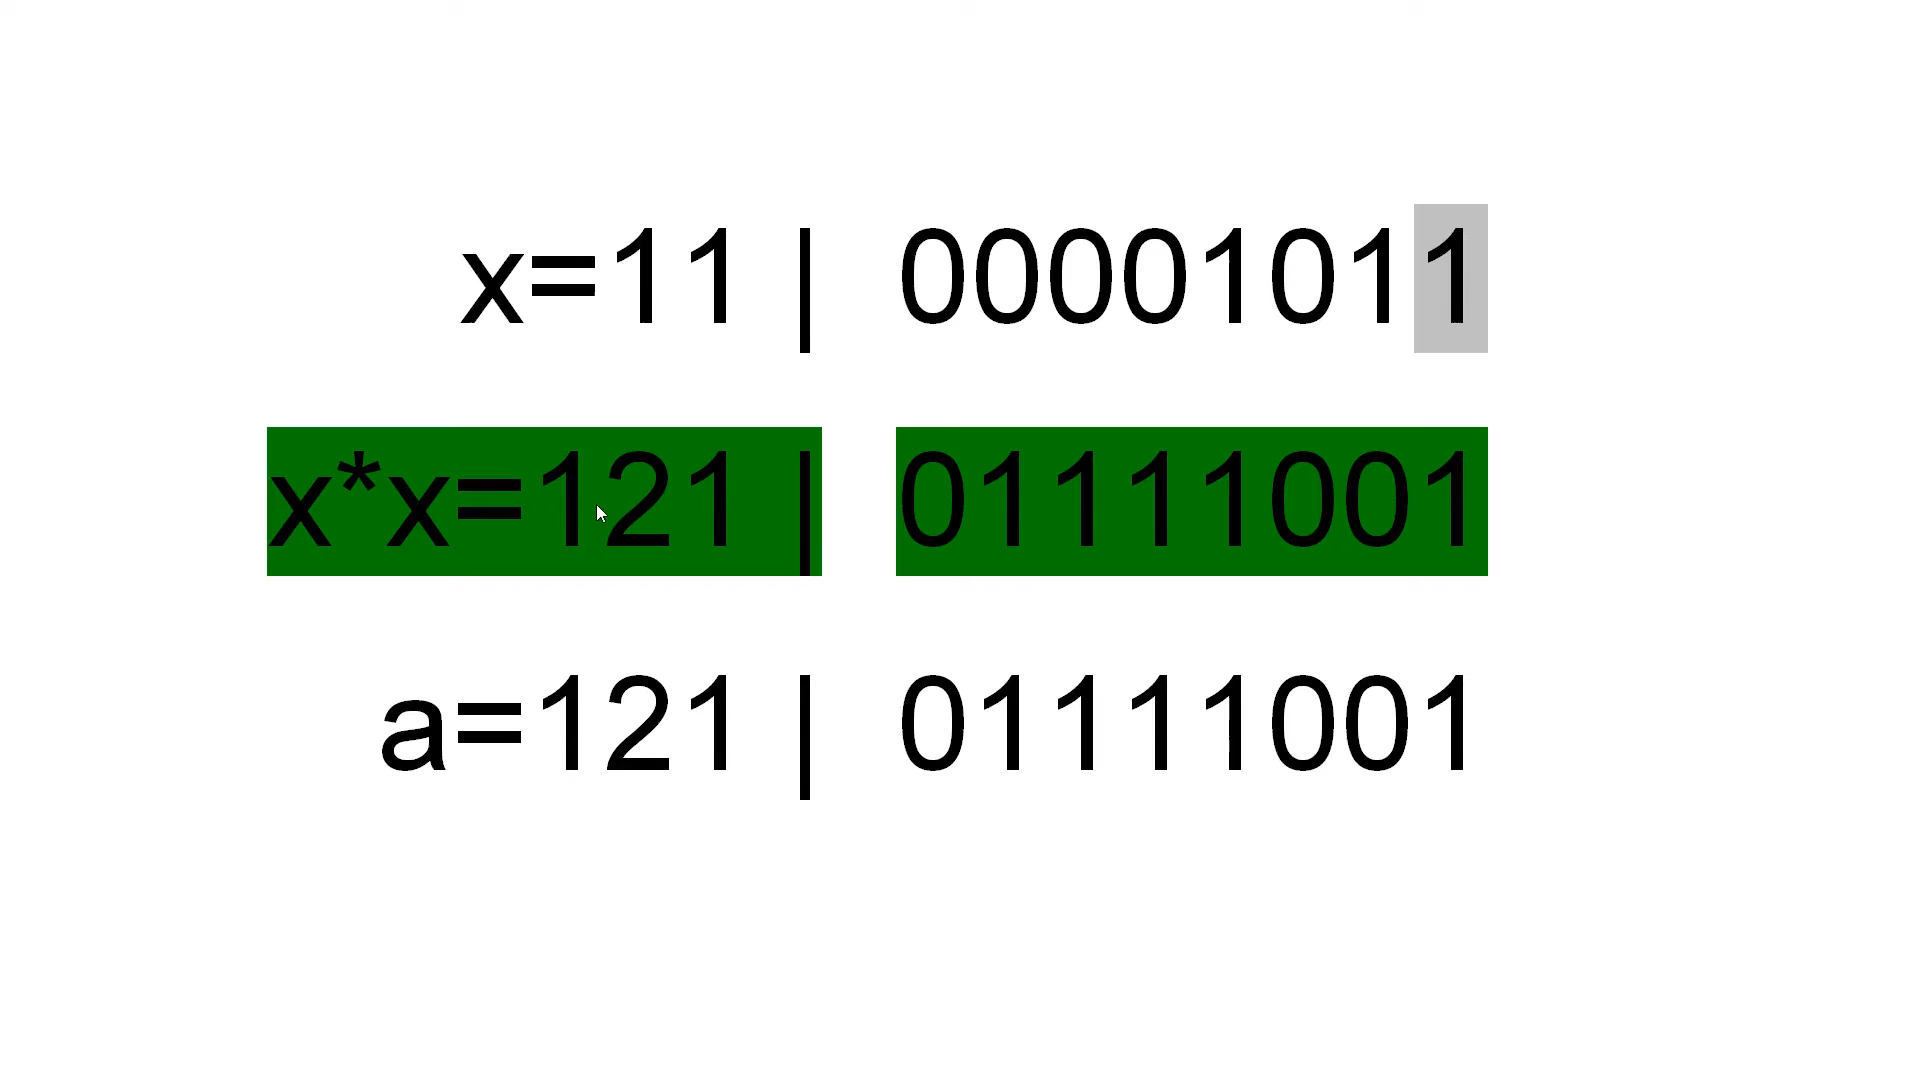 x=11 | 00001011
x*x=121 | 01111001
a=121 | 01111001